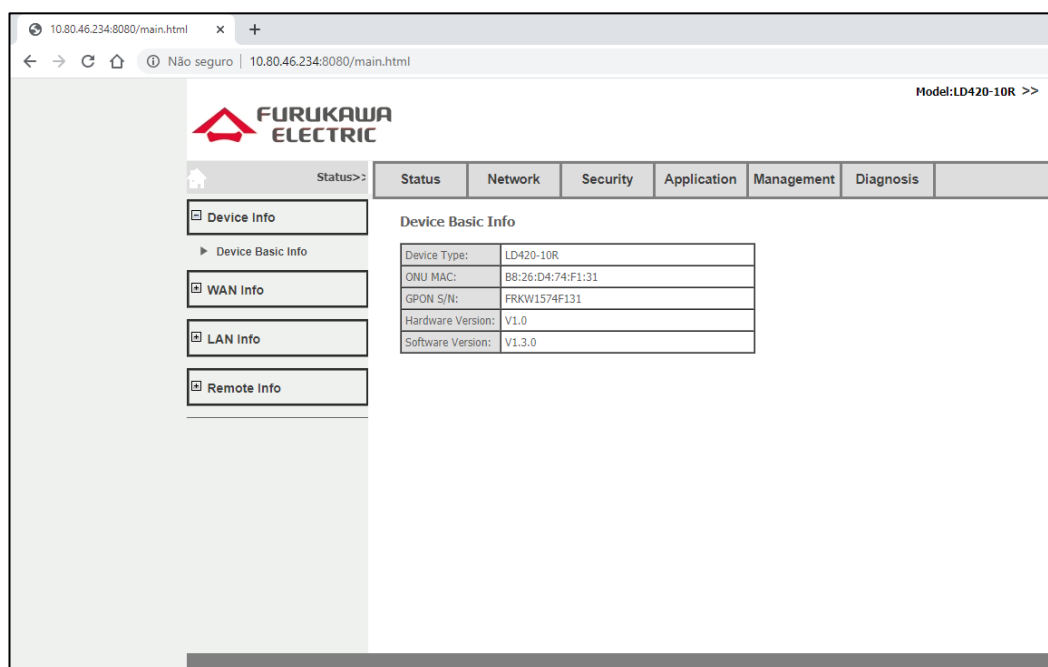 10.80.46.234:8080/main.html
Não seguro | 10.80.46.234:8080/main.html
Model:LD420-10R >>
FURUKAWA
ELECTRIC
Status>>
Status Network Security Application Management Diagnosis
Device Info
Device Basic Info
WAN Info
LAN Info
Remote Info
Device Basic Info
Device Type: LD420-10R
ONU MAC: B8:26:D4:74:F1:31
GPON S/N: FRKW1574F131
Hardware Version: V1.0
Software Version: V1.3.0